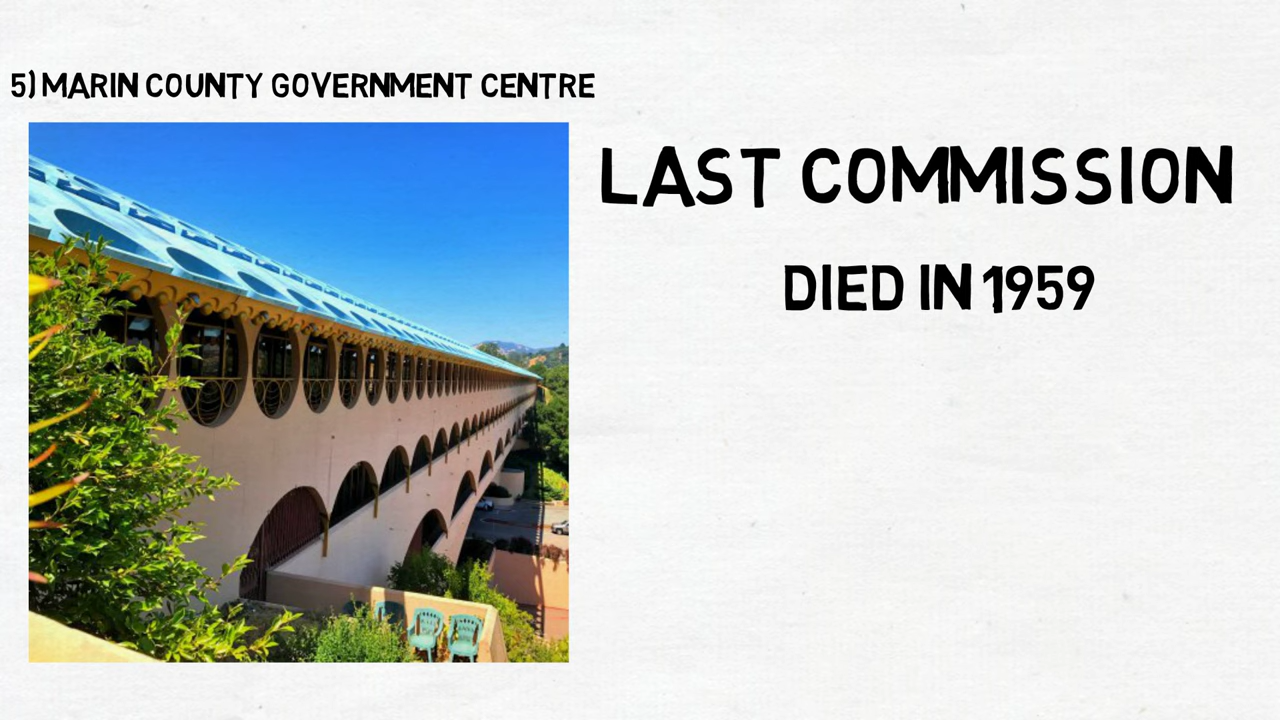 5) MARIN COUNTY GOVERNMENT CENTRE
LAST COMMISSION
DIED IN 1959